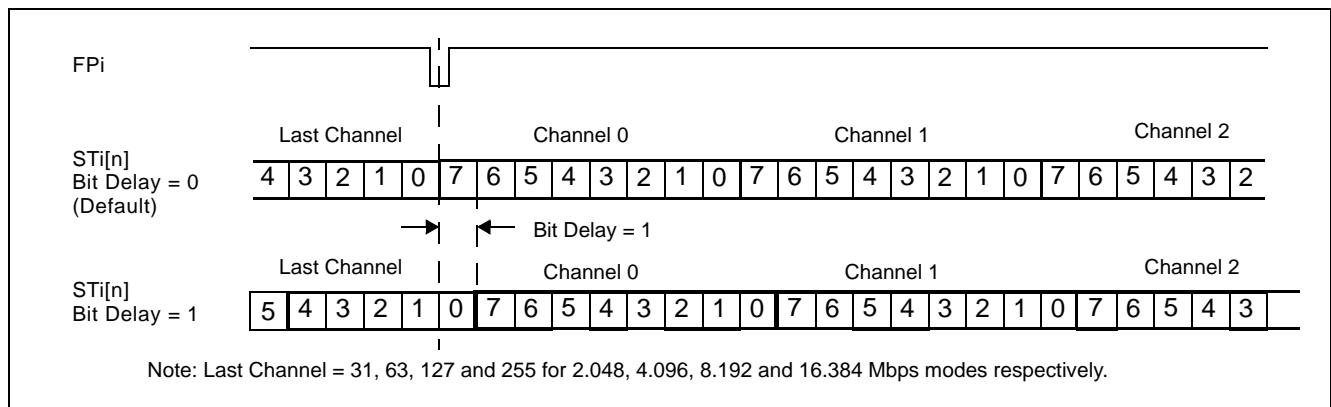 FPi
Last Channel Channel 0 Channel 1 Channel 2
STi[n]
Bit Delay = 0
(Default)
4 3 2 1 0 7 6 5 4 3 2 1 0 7 6 5 4 3 2 1 0 7 6 5 4 3 2
Bit Delay = 1
Last Channel Channel 0 Channel 1 Channel 2
STi[n]
Bit Delay = 1
5 4 3 2 1 0 7 6 5 4 3 2 1 0 7 6 5 4 3 2 1 0 7 6 5 4 3
Note: Last Channel = 31, 63, 127 and 255 for 2.048, 4.096, 8.192 and 16.384 Mbps modes respectively.